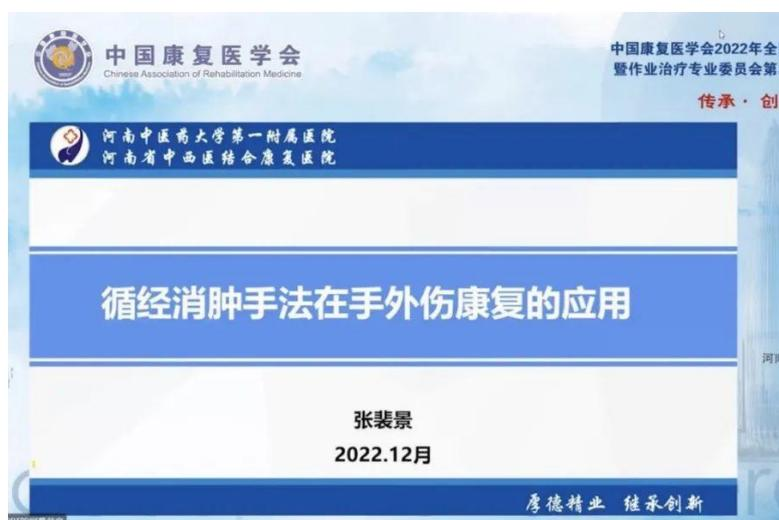 中国康复医学会
Chinese Association of Rehabilitation Medicine
中国康复医学会2022年全
暨作业治疗专业委员会第
传承·创
河南中医药大学第一附属医院
河南省中西医结合康复医院
循经消肿手法在手外伤康复的应用
张裴景
2022.12月
厚德精业 继承创新